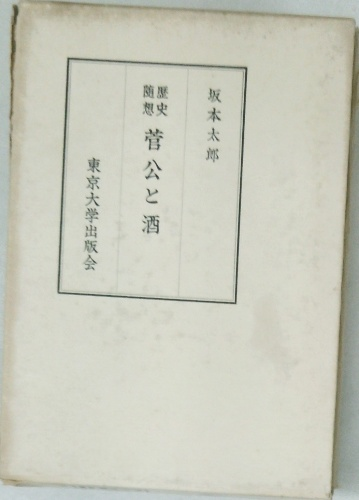 坂本太郎
歴史
随想
菅公と酒
東京大学出版会